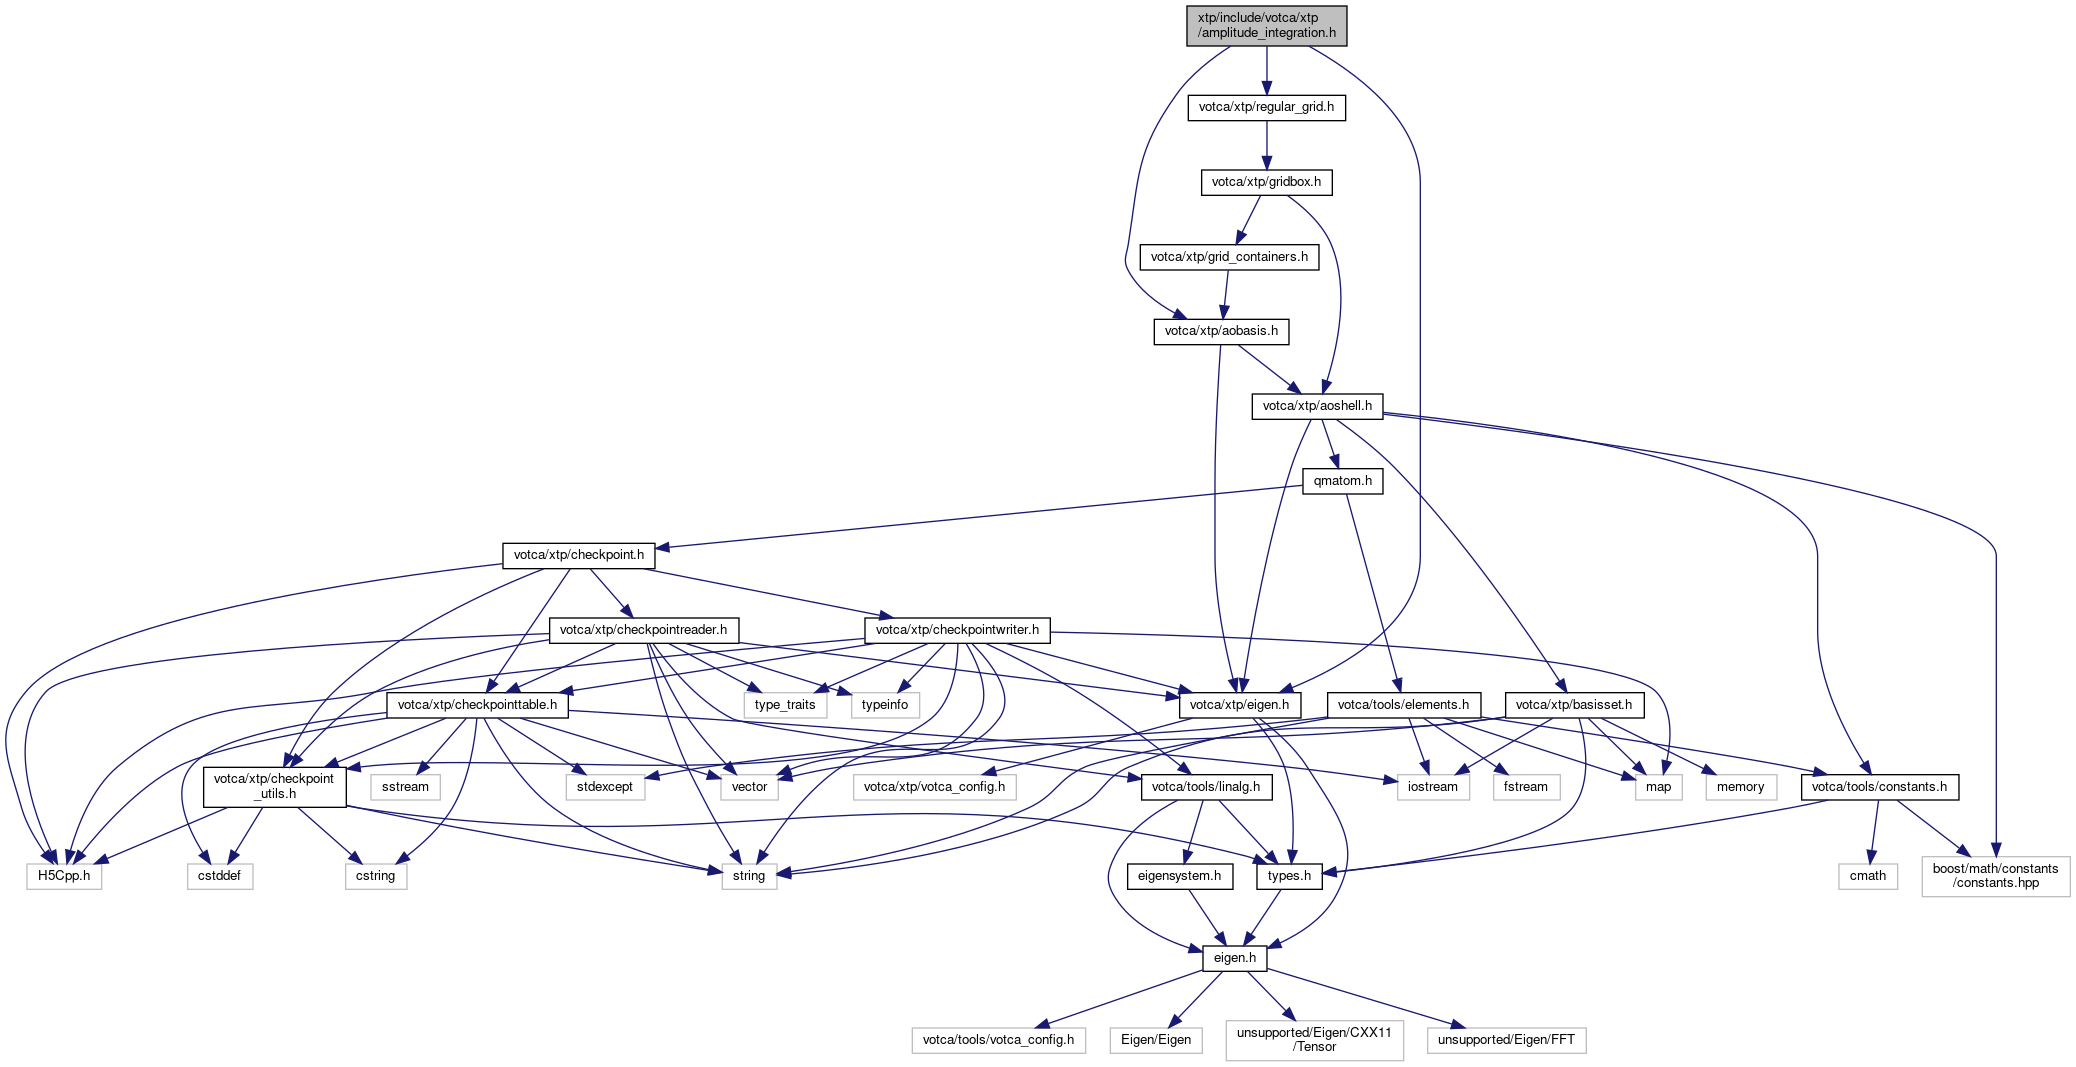 xtp/include/votca/xtp
/amplitude_integration.h
votca/xtp/regular_grid.h
votca/xtp/gridbox.h
votca/xtp/grid_containers.h
votca/xtp/aobasis.h
votca/xtp/aoshell.h
qmatom.h
votca/xtp/checkpoint.h
votca/xtp/checkpointreader.h
votca/xtp/checkpointwriter.h
votca/xtp/checkpointtable.h
type_traits
typeinfo
votca/xtp/eigen.h
votca/tools/elements.h
votca/xtp/basisset.h
votca/xtp/checkpoint
_utils.h
sstream
stdexcept
vector
votca/xtp/votca_config.h
votca/tools/linalg.h
iostream
fstream
map
memory
votca/tools/constants.h
H5Cpp.h
cstddef
cstring
string
eigensystem.h
types.h
cmath
boost/math/constants
/constants.hpp
eigen.h
votca/tools/votca_config.h
Eigen/Eigen
unsupported/Eigen/CXX11
/Tensor
unsupported/Eigen/FFT